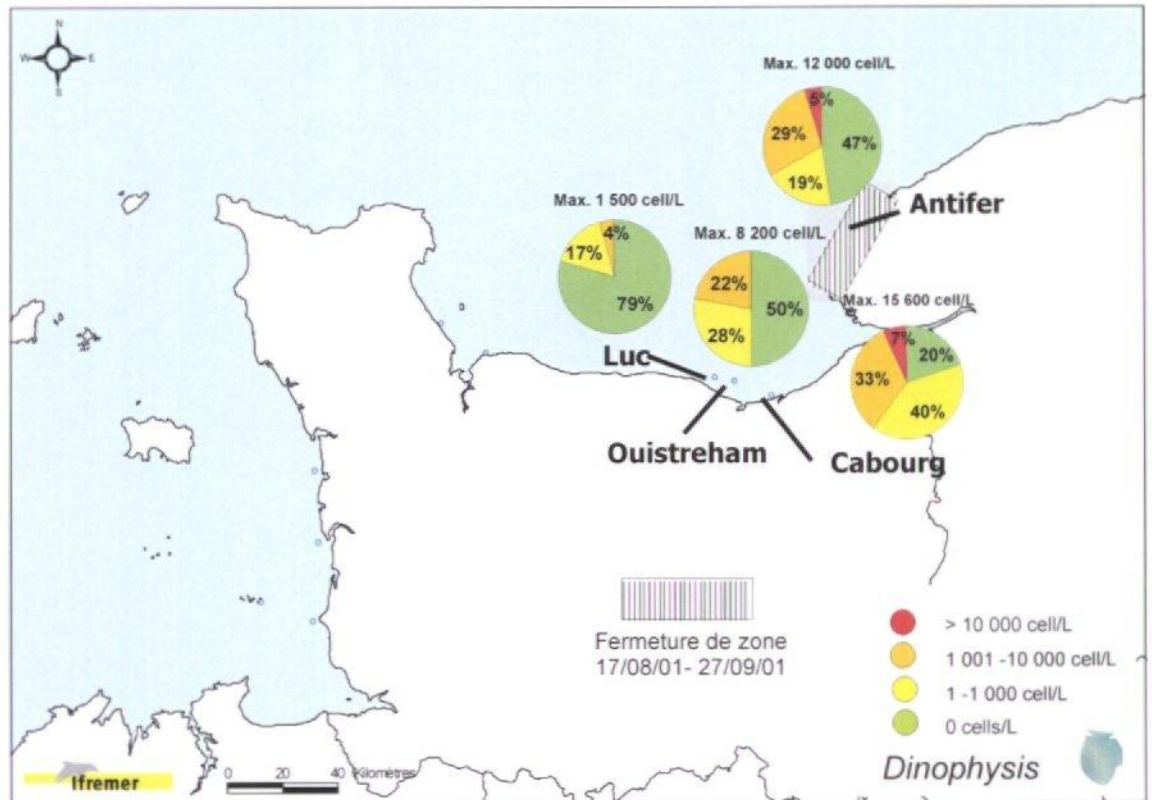 N
W
E
S
Max. 12 000 cell/L
5%
29%
47%
19%
Antifer
Max. 1 500 cell/L
4%
17%
79%
Max. 8 200 cell/L
22%
50%
28%
Max. 15 600 cell/L
7%
20%
33%
40%
Luc
Ouistreham
Cabourg
Fermeture de zone
17/08/01- 27/09/01
> 10 000 cell/L
1 001 -10 000 cell/L
1 -1 000 cell/L
0 cells/L
Dinophysis
Ifremer
0 20 40 Kilomètres